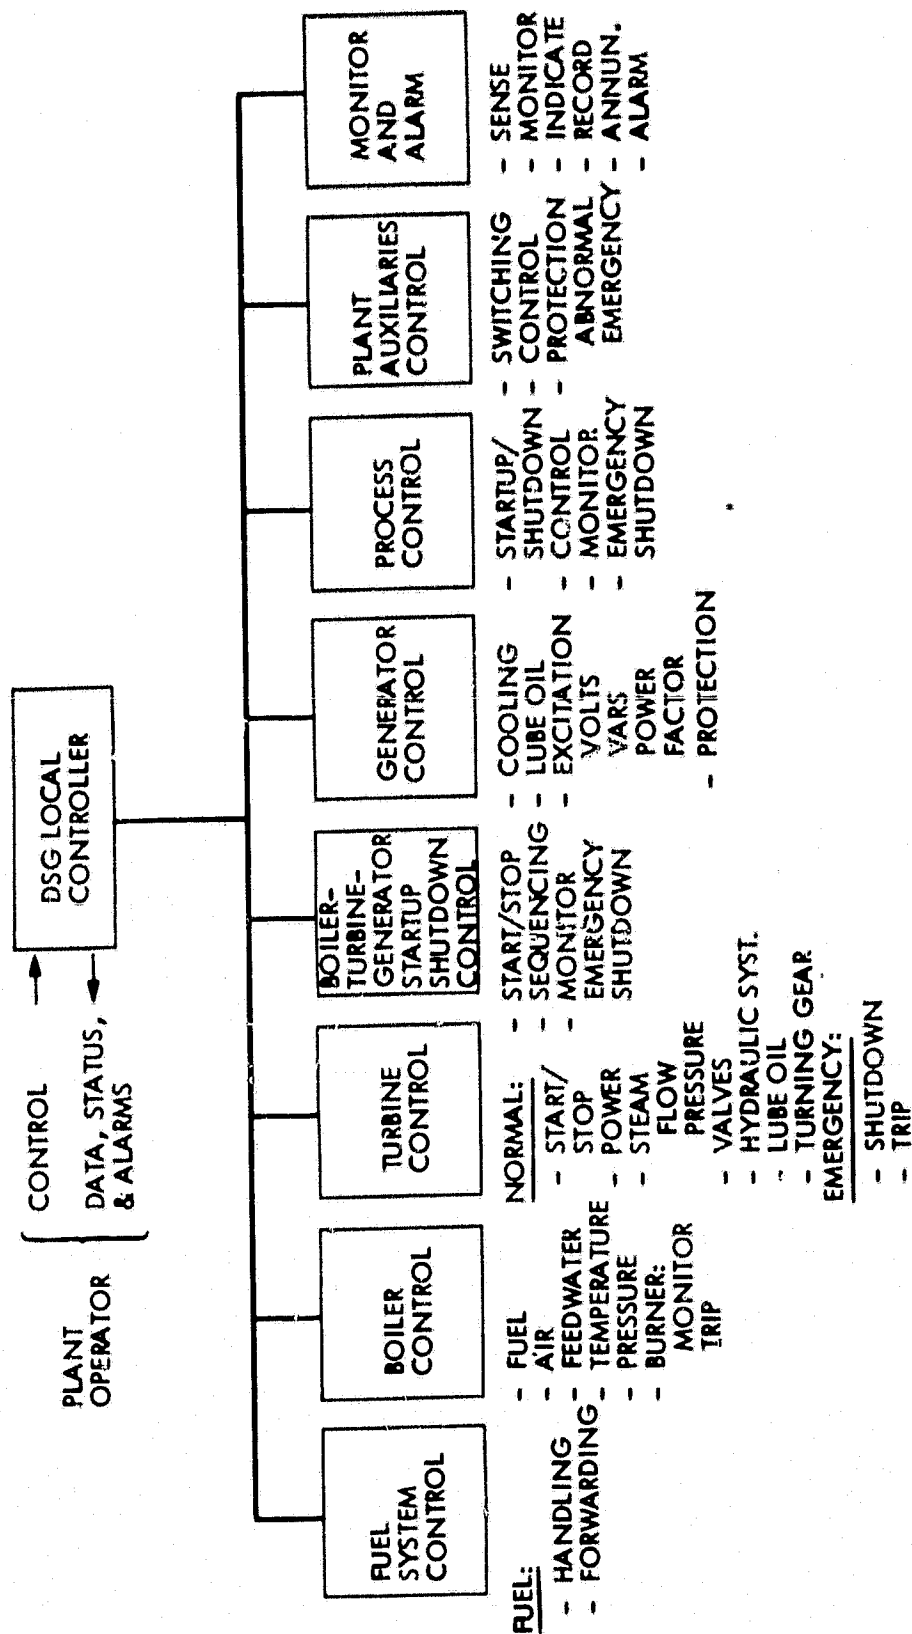 DSG LOCAL
CONTROLLER
PLANT
OPERATOR
CONTROL
DATA, STATUS,
& ALARMS
FUEL
SYSTEM
CONTROL
FUEL:
- HANDLING
- FORWARDING
BOILER
CONTROL
- FUEL
- AIR
- FEEDWATER
- TEMPERATURE
- PRESSURE
- BURNER:
MONITOR
TRIP
TURBINE
CONTROL
NORMAL:
- START/
STOP
- POWER
- STEAM
FLOW
PRESSURE
- VALVES
- HYDRAULIC SYST.
- LUBE OIL
- TURNING GEAR
EMERGENCY:
- SHUTDOWN
- TRIP
BOILER-
TURBINE-
GENERATOR
STARTUP
SHUTDOWN
CONTROL
- START/STOP
- SEQUENCING
- MONITOR
EMERGENCY
SHUTDOWN
GENERATOR
CONTROL
- COOLING
- LUBE OIL
- EXCITATION
VOLTS
VARS
POWER
FACTOR
- PROTECTION
PROCESS
CONTROL
- STARTUP/
SHUTDOWN
- CONTROL
- MONITOR
- EMERGENCY
SHUTDOWN
PLANT
AUXILIARIES
CONTROL
- SWITCHING
- CONTROL
- PROTECTION
ABNORMAL
EMERGENCY
MONITOR
AND
ALARM
- SENSE
- MONITOR
- INDICATE
- RECORD
- ANNUN.
- ALARM